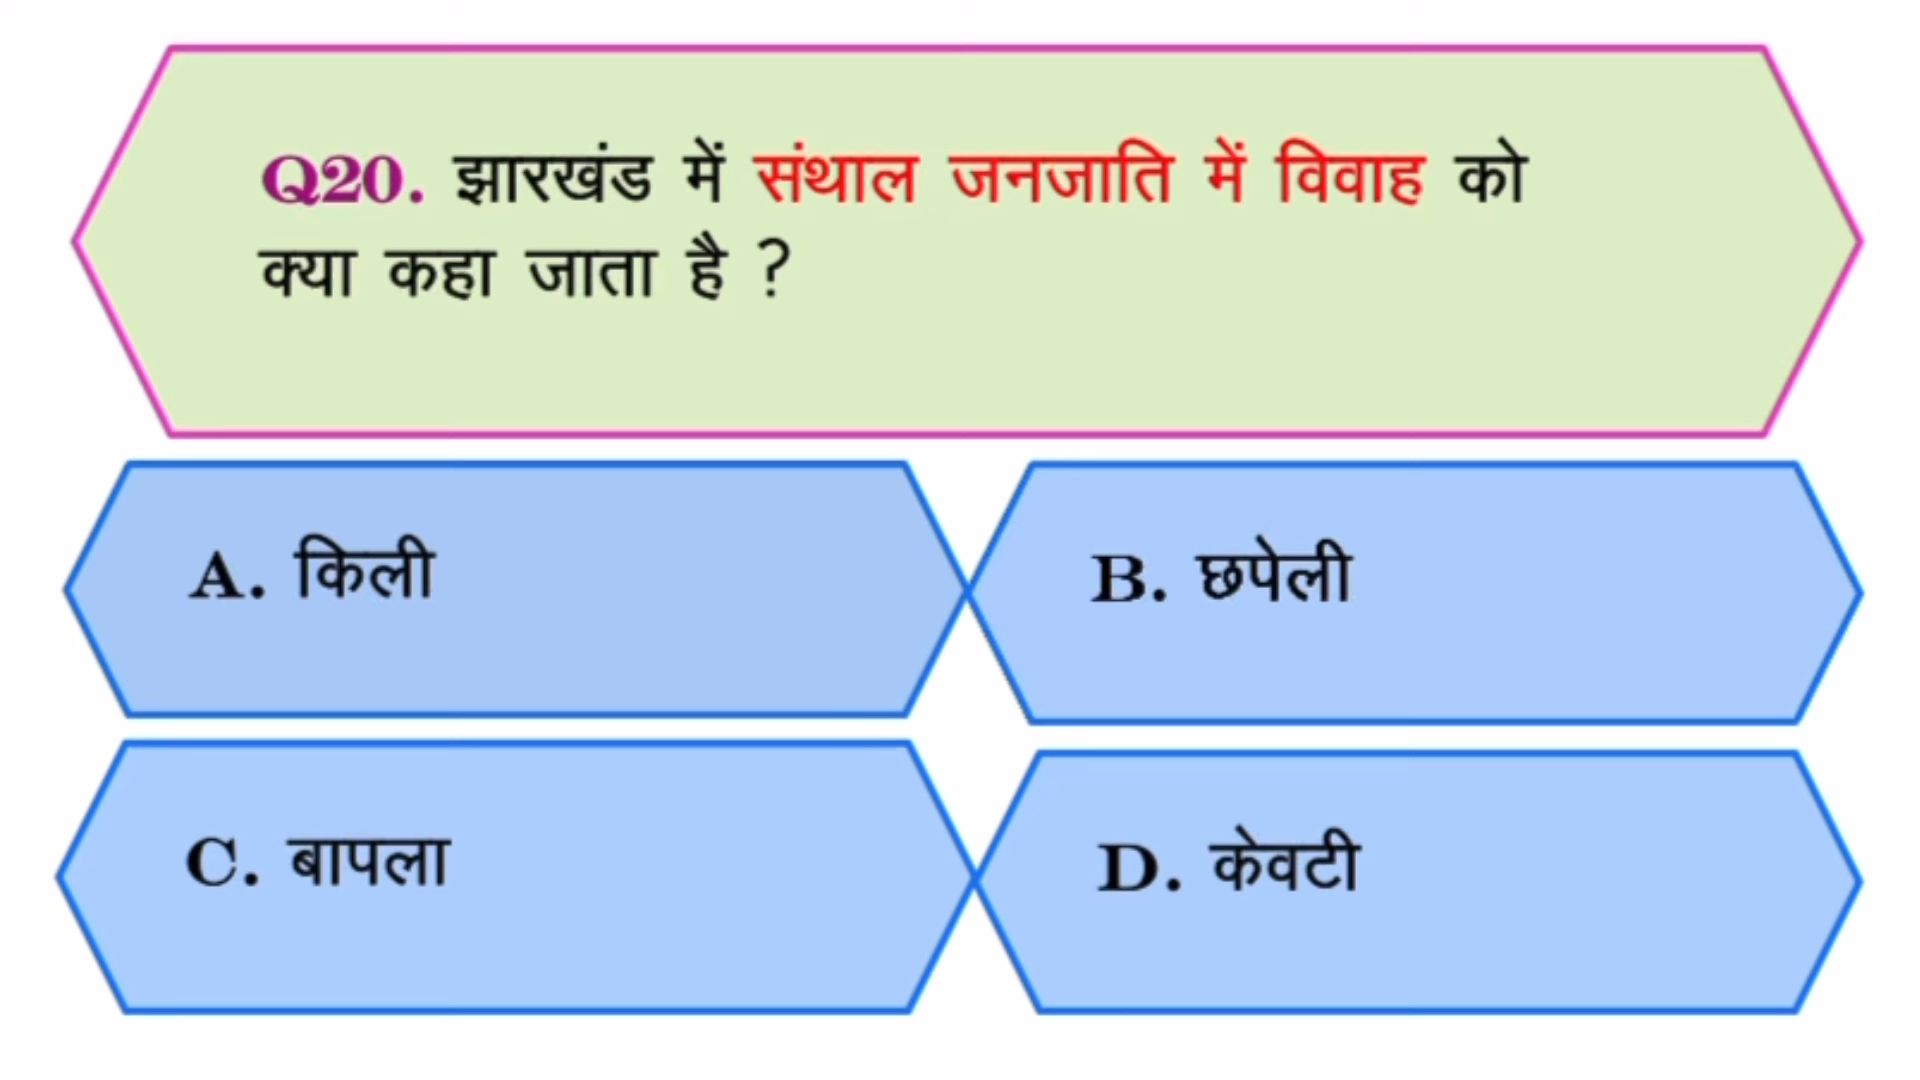 Q20. झारखंड में संथाल जनजाति में विवाह को
क्या कहा जाता है ?
A. किली
B. छपेली
C. बापला
D. केवटी